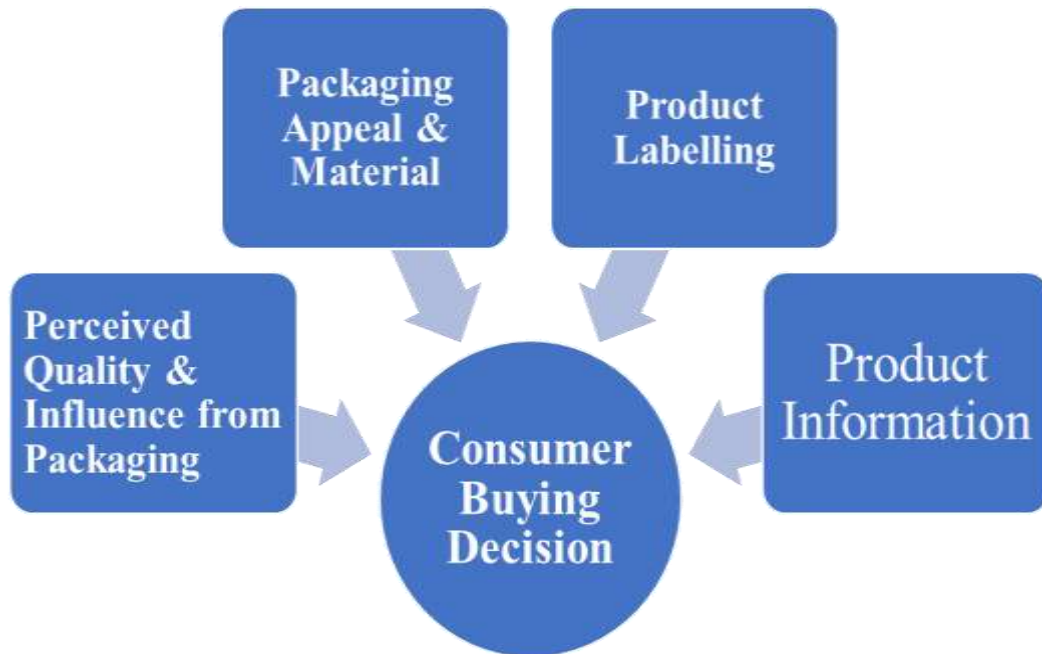 Packaging
Appeal &
Material
Product
Labelling
Perceived
Quality &
Influence from
Packaging
Product
Information
Consumer
Buying
Decision